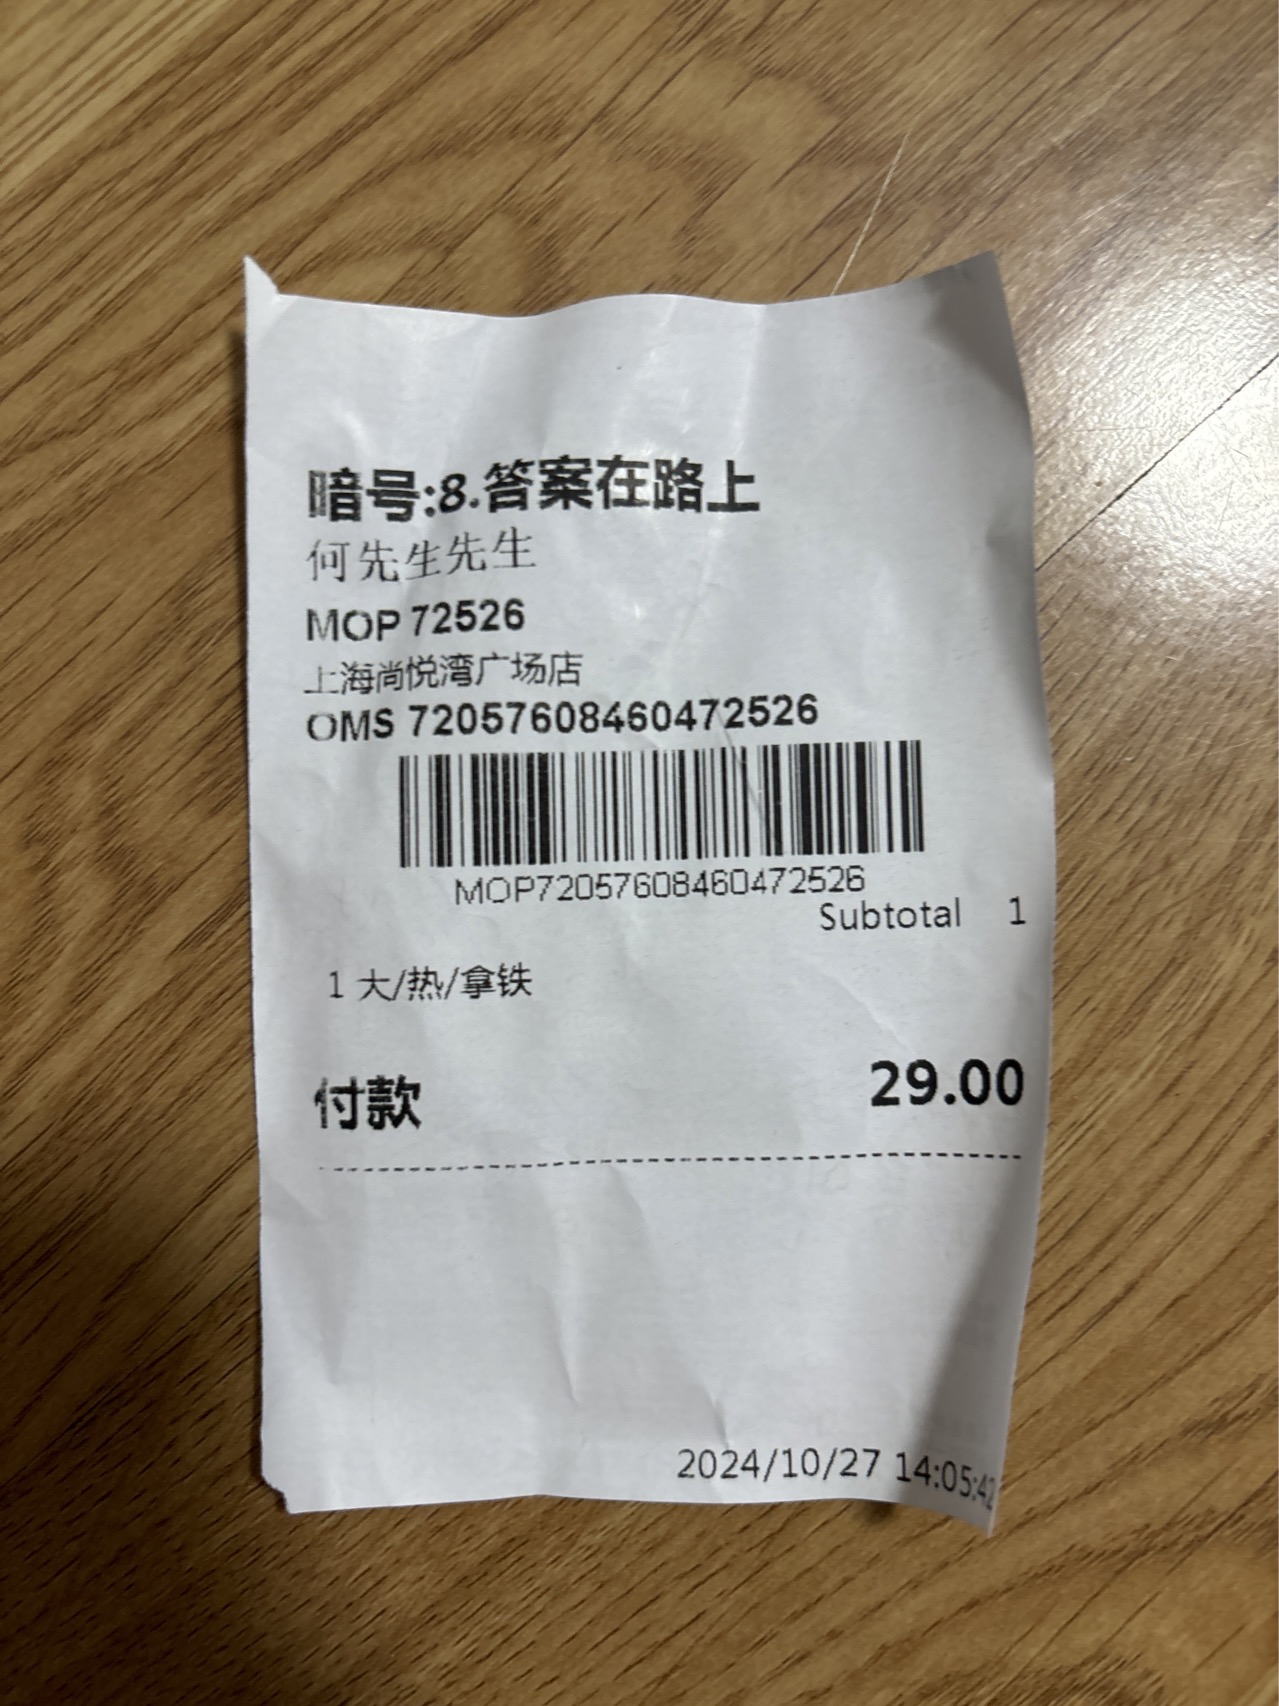 暗号:8.答案在路上
何先生先生
MOP 72526
上海尚悦湾广场店
OMS 72057608460472526
MOP72057608460472526
Subtotal 1
1 大/热/拿铁
付款 29.00
2024/10/27 14:05:42